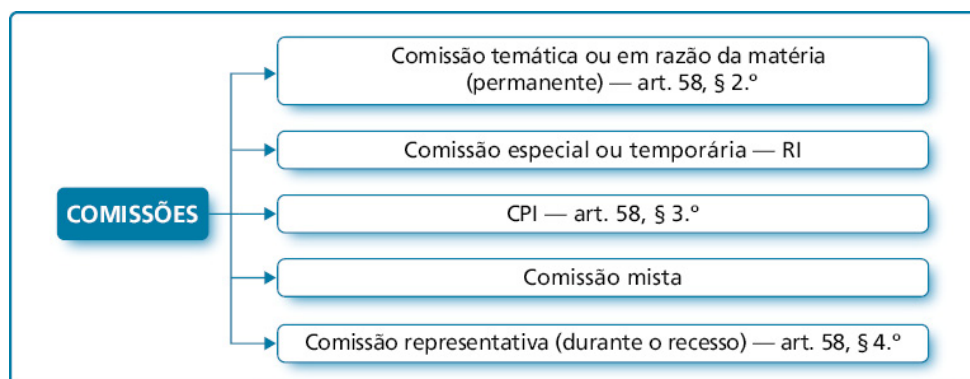 Comissão temática ou em razão da matéria
(permanente) — art. 58, § 2.º
Comissão especial ou temporária — RI
COMISSÕES
CPI — art. 58, § 3.º
Comissão mista
Comissão representativa (durante o recesso) — art. 58, § 4.º